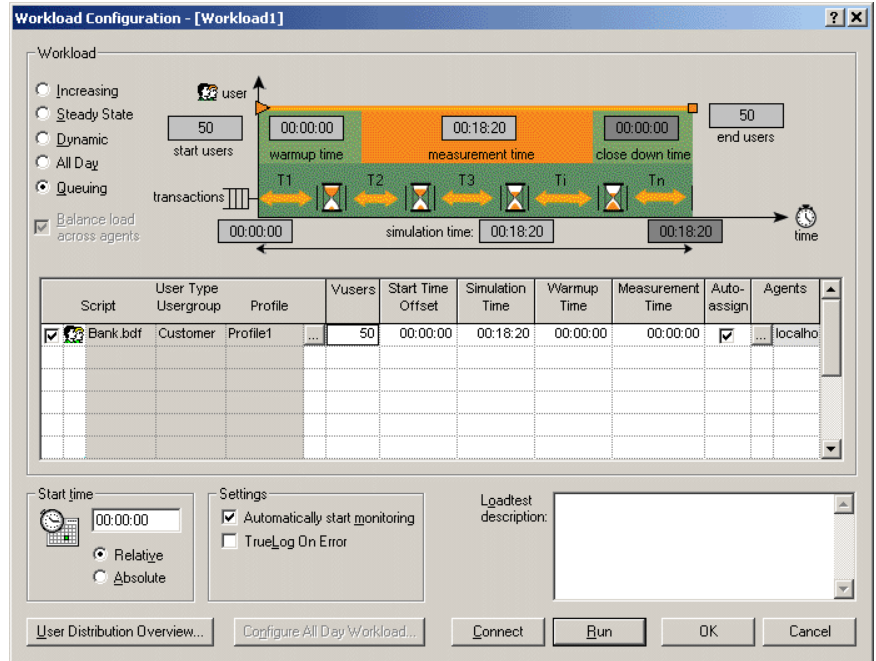 Workload Configuration - [Workload1]
Workload
Increasing
Steady State
Dynamic
All Day
Queuing
Balance load
across agents
user
50
start users
00:00:00
warmup time
00:18:20
measurement time
00:00:00
close down time
50
end users
transactions
T1
T2
T3
Ti
Tn
00:00:00
simulation time:
00:18:20
00:18:20
time
Script
User Type
Usergroup
Profile
Vusers
Start Time
Offset
Simulation
Time
Warmup
Time
Measurement
Time
Auto-
assign
Agents
Bank.bdf Customer Profile1 ... 50 00:00:00 00:18:20 00:00:00 00:00:00 ... localho
Start time
00:00:00
Relative
Absolute
Settings
Automatically start monitoring
TrueLog On Error
Loadtest
description:
User Distribution Overview... Configure All Day Workload... Connect Run OK Cancel